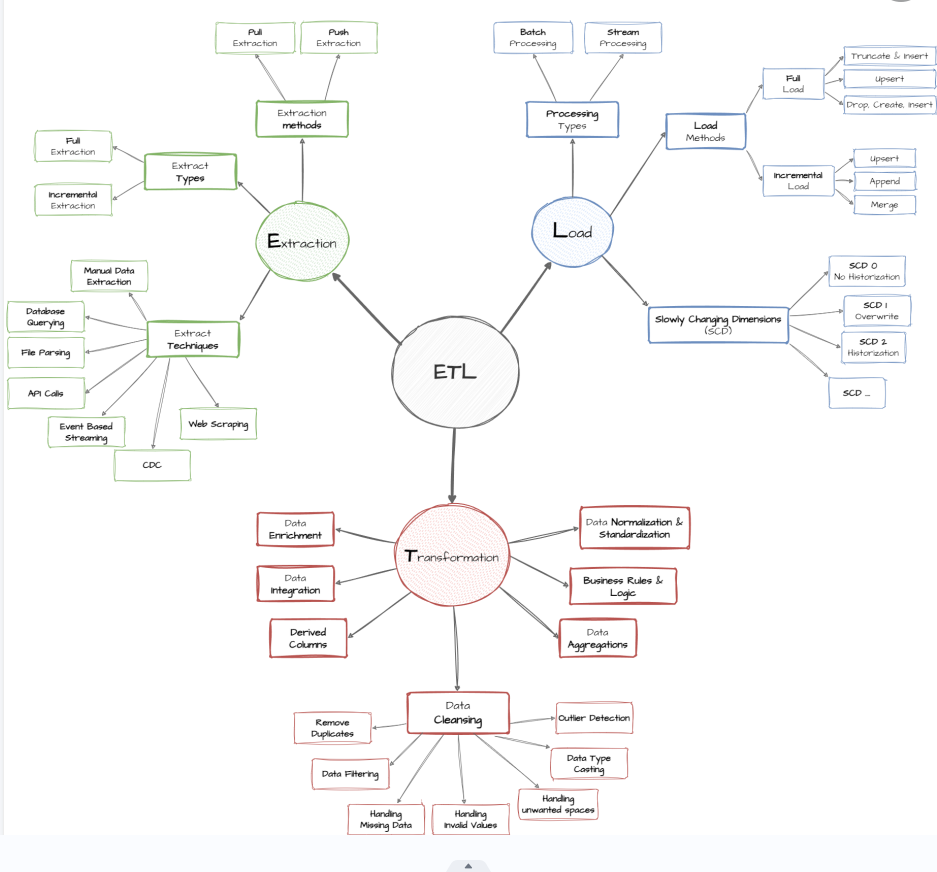 Pull
Extraction
Push
Extraction
Extraction
methods
Full
Extraction
Incremental
Extraction
Extract
Types
Extraction
Manual Data
Extraction
Database
Querying
File Parsing
API Calls
Event Based
Streaming
CDC
Web Scraping
Extract
Techniques
Batch
Processing
Stream
Processing
Processing
Types
Load
Load
Methods
Full
Load
Truncate & Insert
Upsert
Drop, Create, Insert
Incremental
Load
Upsert
Append
Merge
Slowly Changing Dimensions
(SCD)
SCD 0
No Historization
SCD 1
Overwrite
SCD 2
Historization
SCD ...
ETL
Transformation
Data
Enrichment
Data
Integration
Derived
Columns
Data Normalization &
Standardization
Business Rules &
Logic
Data
Aggregations
Data
Cleansing
Remove
Duplicates
Data Filtering
Handling
Missing Data
Handling
Invalid Values
Handling
unwanted spaces
Data Type
Casting
Outlier Detection